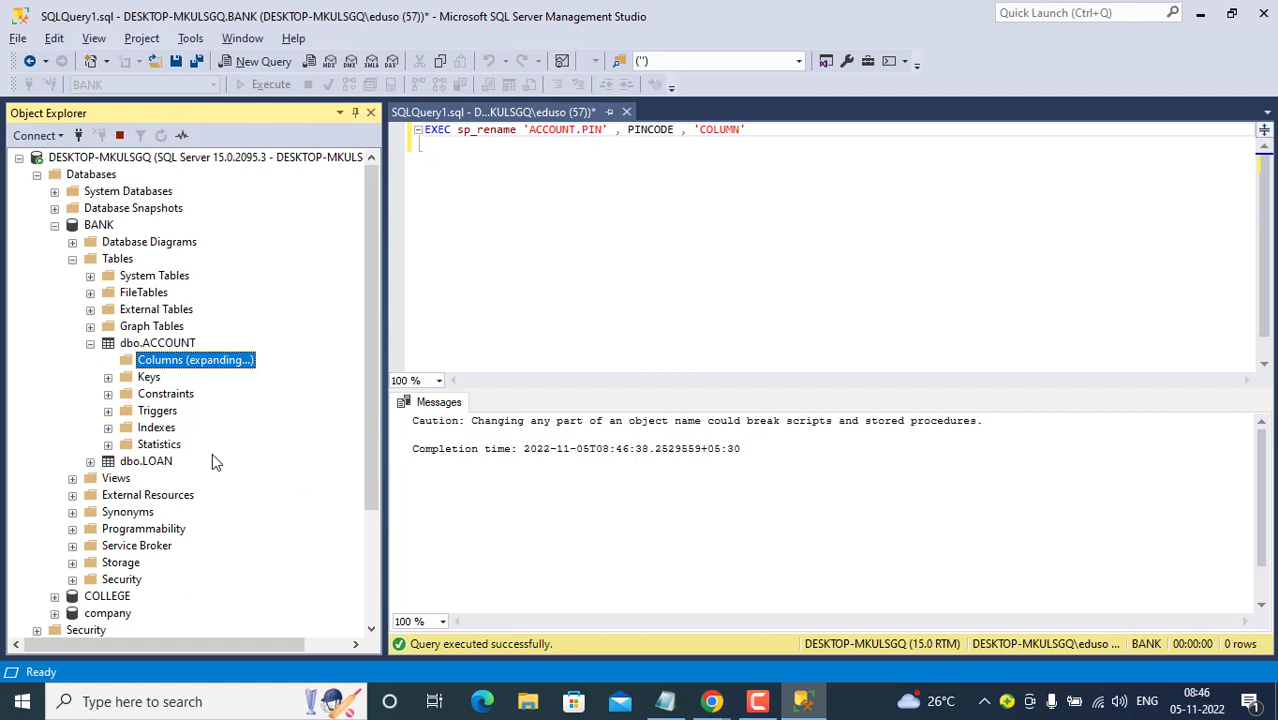 SQLQuery1.sql - DESKTOP-MKULSGQ.BANK (DESKTOP-MKULSGQ\eduso (57))* - Microsoft SQL Server Management Studio
Quick Launch (Ctrl+Q)
File Edit View Project Tools Window Help
New Query
MDX DMX XMLA DAX
('')
BANK
Execute
Object Explorer
SQLQuery1.sql - D...KULSGQ\eduso (57))*
Connect
EXEC sp_rename 'ACCOUNT.PIN' , PINCODE , 'COLUMN'
DESKTOP-MKULSGQ (SQL Server 15.0.2095.3 - DESKTOP-MKULS
Databases
System Databases
Database Snapshots
BANK
Database Diagrams
Tables
System Tables
FileTables
External Tables
Graph Tables
dbo.ACCOUNT
Columns (expanding...)
Keys
Constraints
Triggers
Indexes
Statistics
dbo.LOAN
Views
External Resources
Synonyms
Programmability
Service Broker
Storage
Security
COLLEGE
company
Security
100 %
Messages
Caution: Changing any part of an object name could break scripts and stored procedures.
Completion time: 2022-11-05T08:46:38.2529559+05:30
100 %
Query executed successfully.
DESKTOP-MKULSGQ (15.0 RTM)
DESKTOP-MKULSGQ\eduso ...
BANK
00:00:00
0 rows
Ready
Type here to search
26°C
ENG
08:46
05-11-2022
1